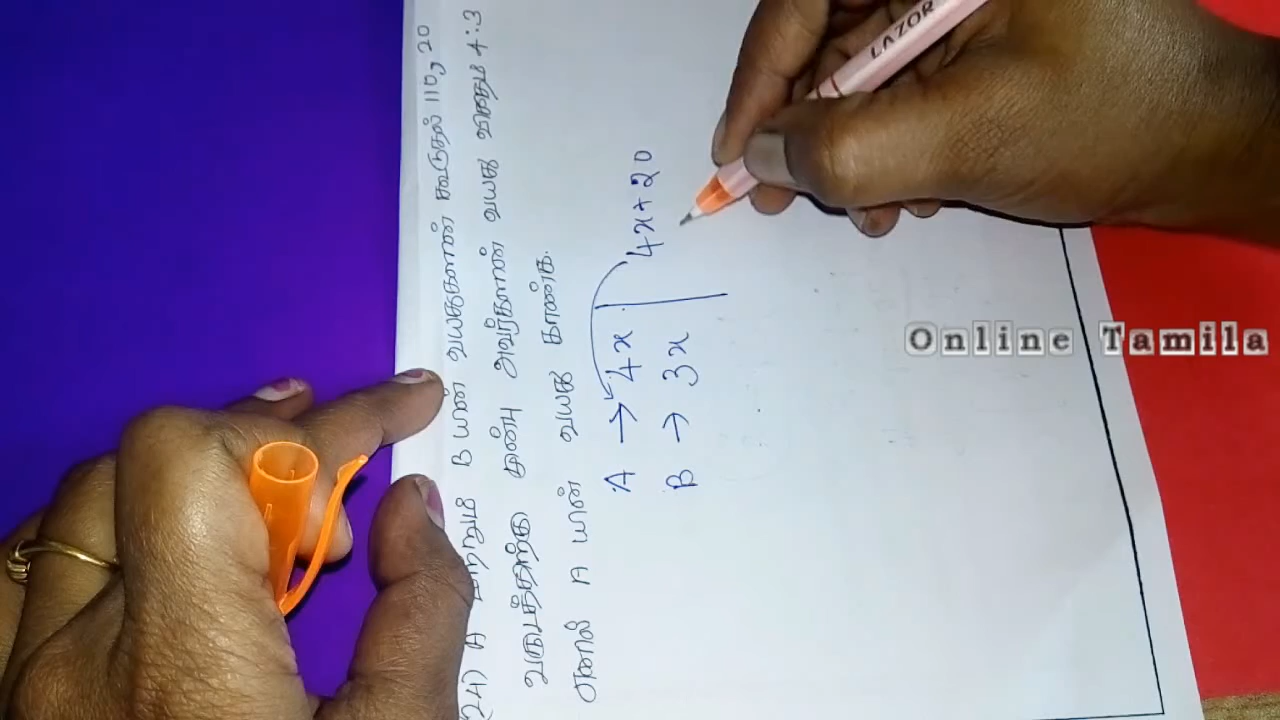 24) A மற்றும் B யின் வயதுகளின் கூடுதல் 110, 20
வருடத்திற்கு முன்பு அவர்களின் வயது விகிதம் 4:3
எனில் A யின் வயது காண்க.
A → 4x | 4x+20
B → 3x
LAZOR
Online Tamila